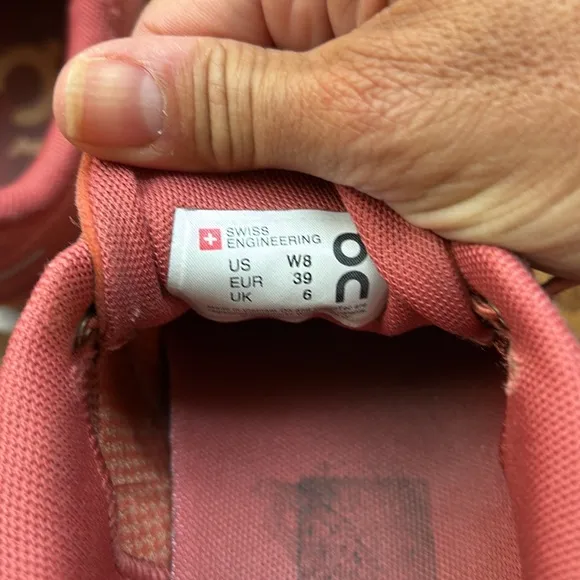 SWISS
ENGINEERING
US W8
EUR 39
UK 6
on